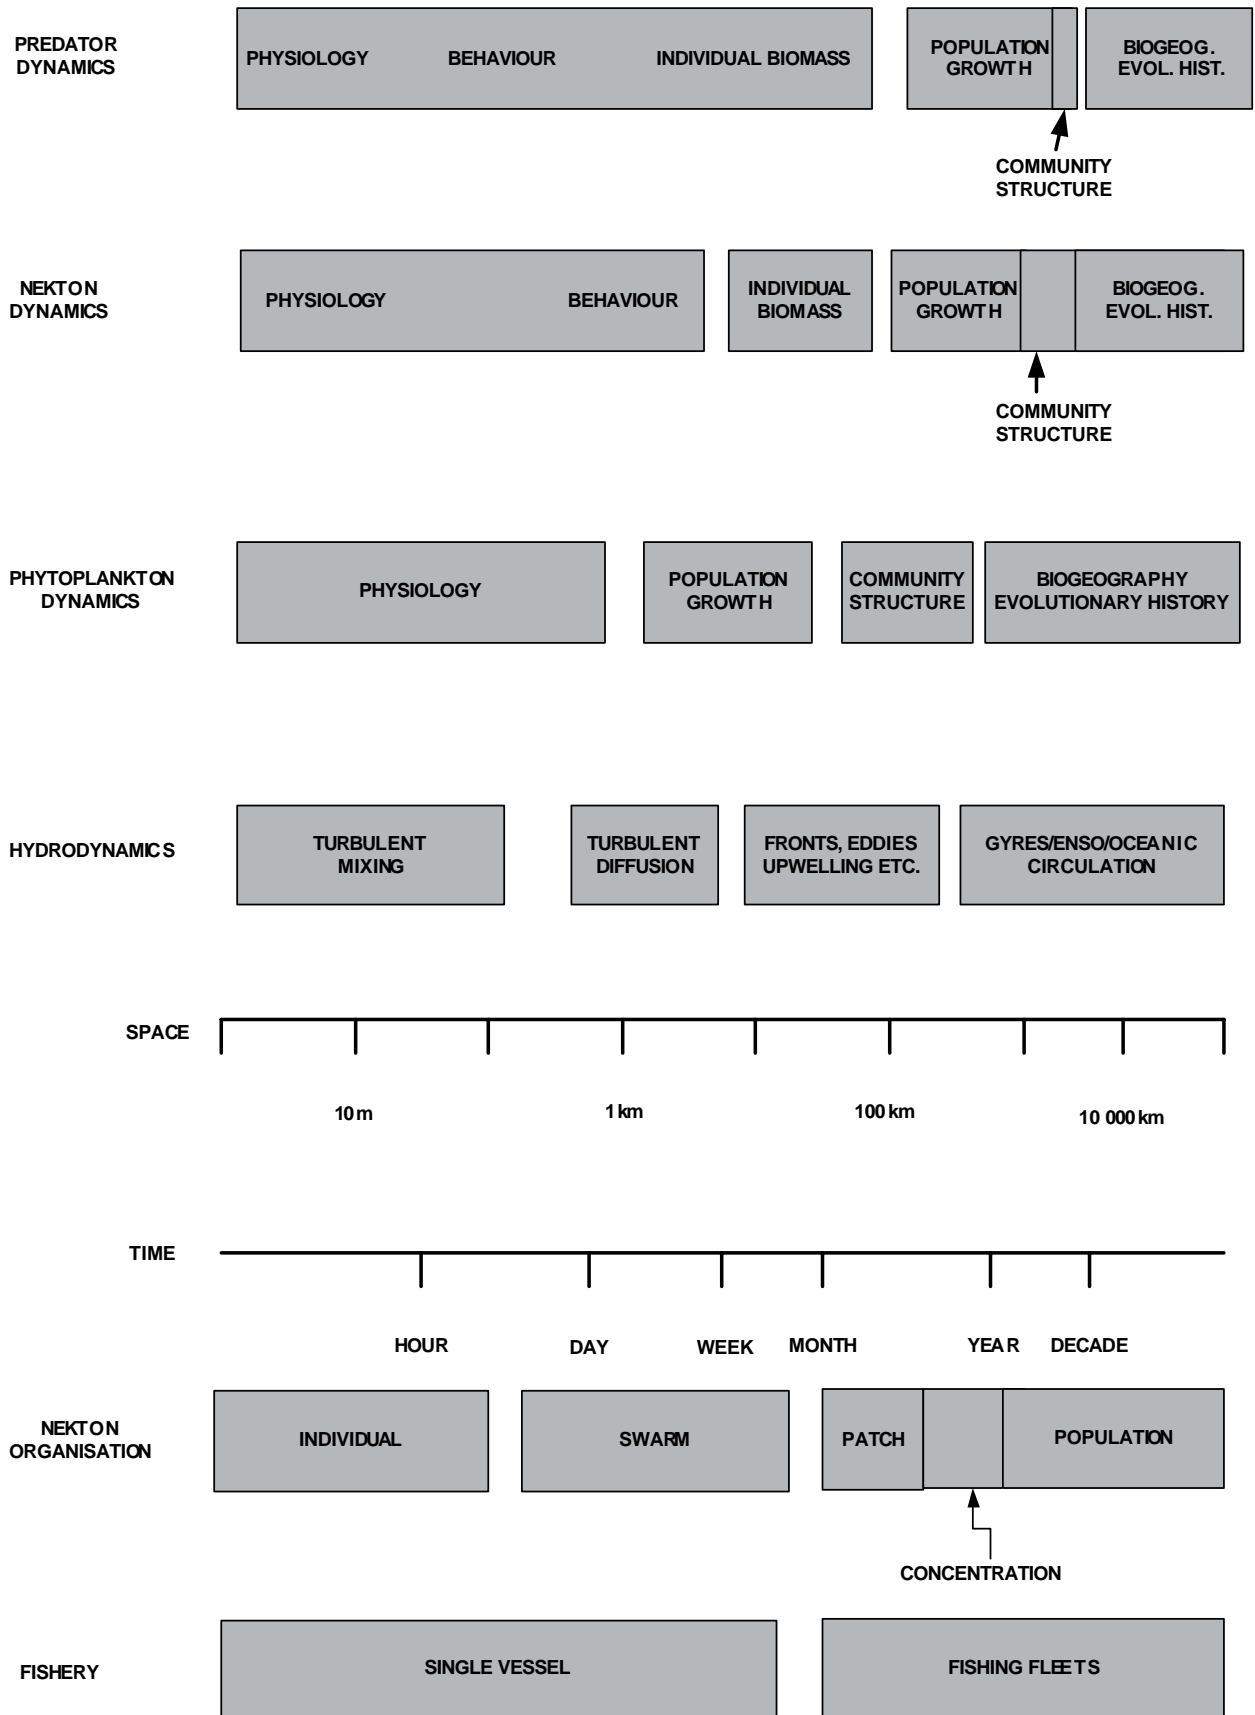 PREDATOR
DYNAMICS
PHYSIOLOGY BEHAVIOUR INDIVIDUAL BIOMASS
POPULATION
GROWTH
BIOGEOG.
EVOL. HIST.
COMMUNITY
STRUCTURE
NEKTON
DYNAMICS
PHYSIOLOGY BEHAVIOUR
INDIVIDUAL
BIOMASS
POPULATION
GROWTH
BIOGEOG.
EVOL. HIST.
COMMUNITY
STRUCTURE
PHYTOPLANKTON
DYNAMICS
PHYSIOLOGY
POPULATION
GROWTH
COMMUNITY
STRUCTURE
BIOGEOGRAPHY
EVOLUTIONARY HISTORY
HYDRODYNAMICS
TURBULENT
MIXING
TURBULENT
DIFFUSION
FRONTS, EDDIES
UPWELLING ETC.
GYRES/ENSO/OCEANIC
CIRCULATION
SPACE
10 m 1 km 100 km 10 000 km
TIME
HOUR DAY WEEK MONTH YEAR DECADE
NEKTON
ORGANISATION
INDIVIDUAL
SWARM
PATCH
POPULATION
CONCENTRATION
FISHERY
SINGLE VESSEL
FISHING FLEETS